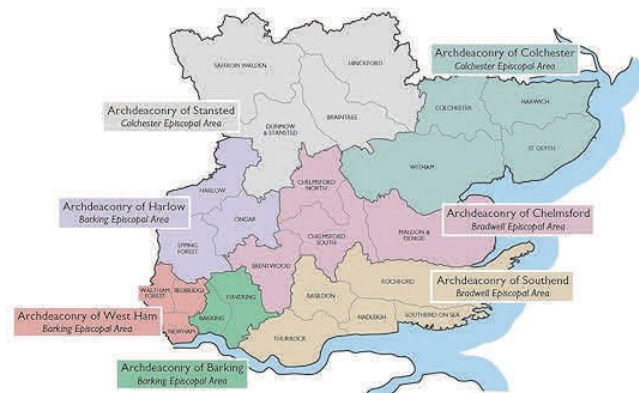 Archdeaconry of Colchester
Colchester Episcopal Area
SAFFRON WALDEN
HINCKFORD
COLCHESTER
HARWICH
Archdeaconry of Stansted
Colchester Episcopal Area
DUNMOW
& STANSTED
BRAINTREE
ST OSYTH
WITHAM
HARLOW
CHELMSFORD
NORTH
Archdeaconry of Harlow
Barking Episcopal Area
ONGAR
Archdeaconry of Chelmsford
Bradwell Episcopal Area
EPPING
FOREST
CHELMSFORD
SOUTH
MALDON &
DENGIE
BRENTWOOD
Archdeaconry of Southend
Bradwell Episcopal Area
WALTHAM
FOREST
REDBRIDGE
HAVERING
BASILDON
ROCHFORD
Archdeaconry of West Ham
Barking Episcopal Area
BARKING
HADLEIGH
SOUTHEND ON SEA
NEWHAM
THURROCK
Archdeaconry of Barking
Barking Episcopal Area